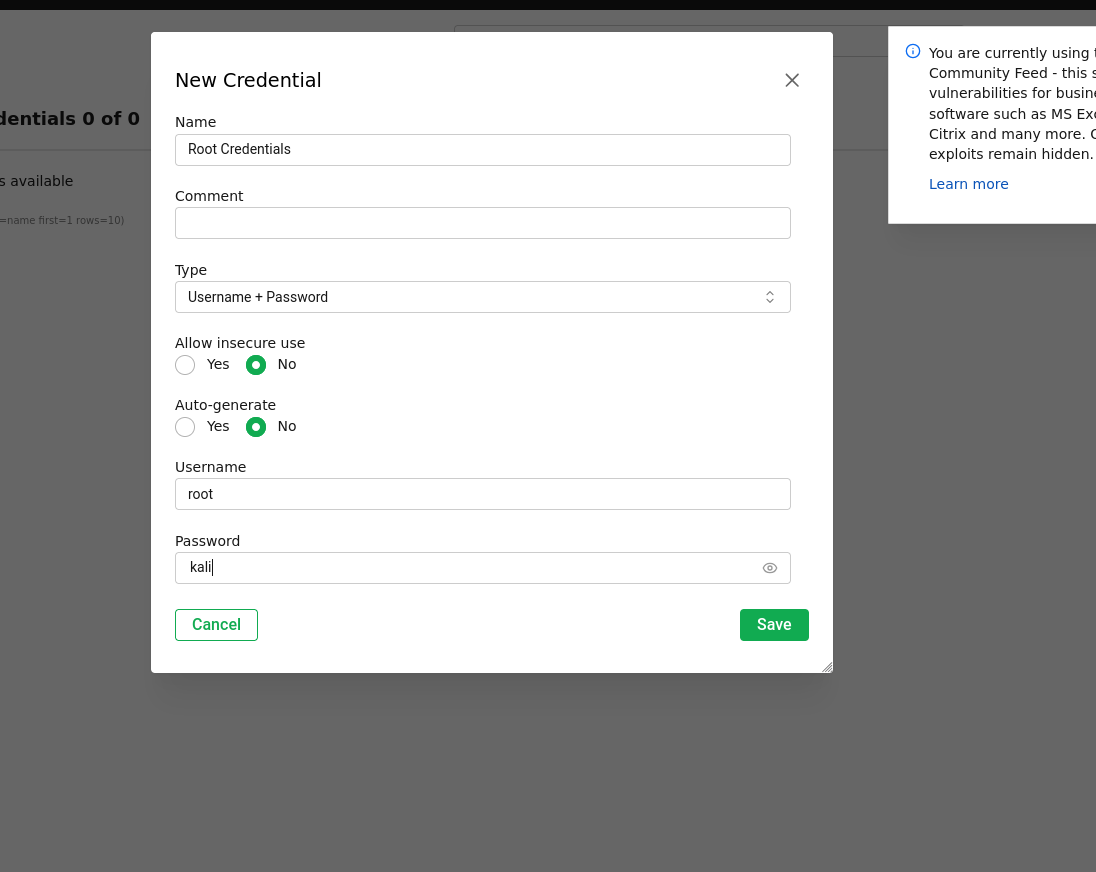 New Credential
Name
Root Credentials
Comment
Type
Username + Password
Allow insecure use
Yes No
Auto-generate
Yes No
Username
root
Password
kali
Cancel Save
dentials 0 of 0
s available
=name first=1 rows=10)
You are currently using
Community Feed - this
vulnerabilities for
software such as MS
Citrix and many more.
exploits remain hidden.
Learn more